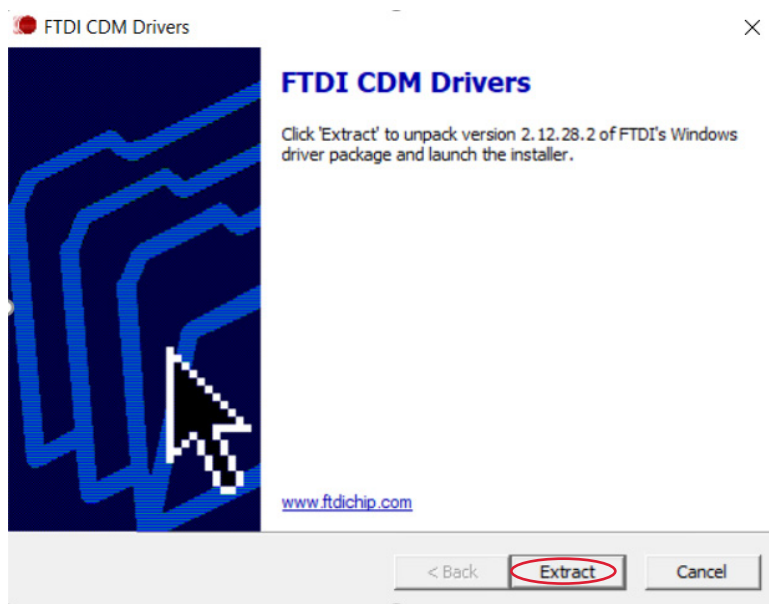 FTDI CDM Drivers
FTDI CDM Drivers
Click 'Extract' to unpack version 2.12.28.2 of FTDI's Windows
driver package and launch the installer.
www.ftdichip.com
< Back Extract Cancel